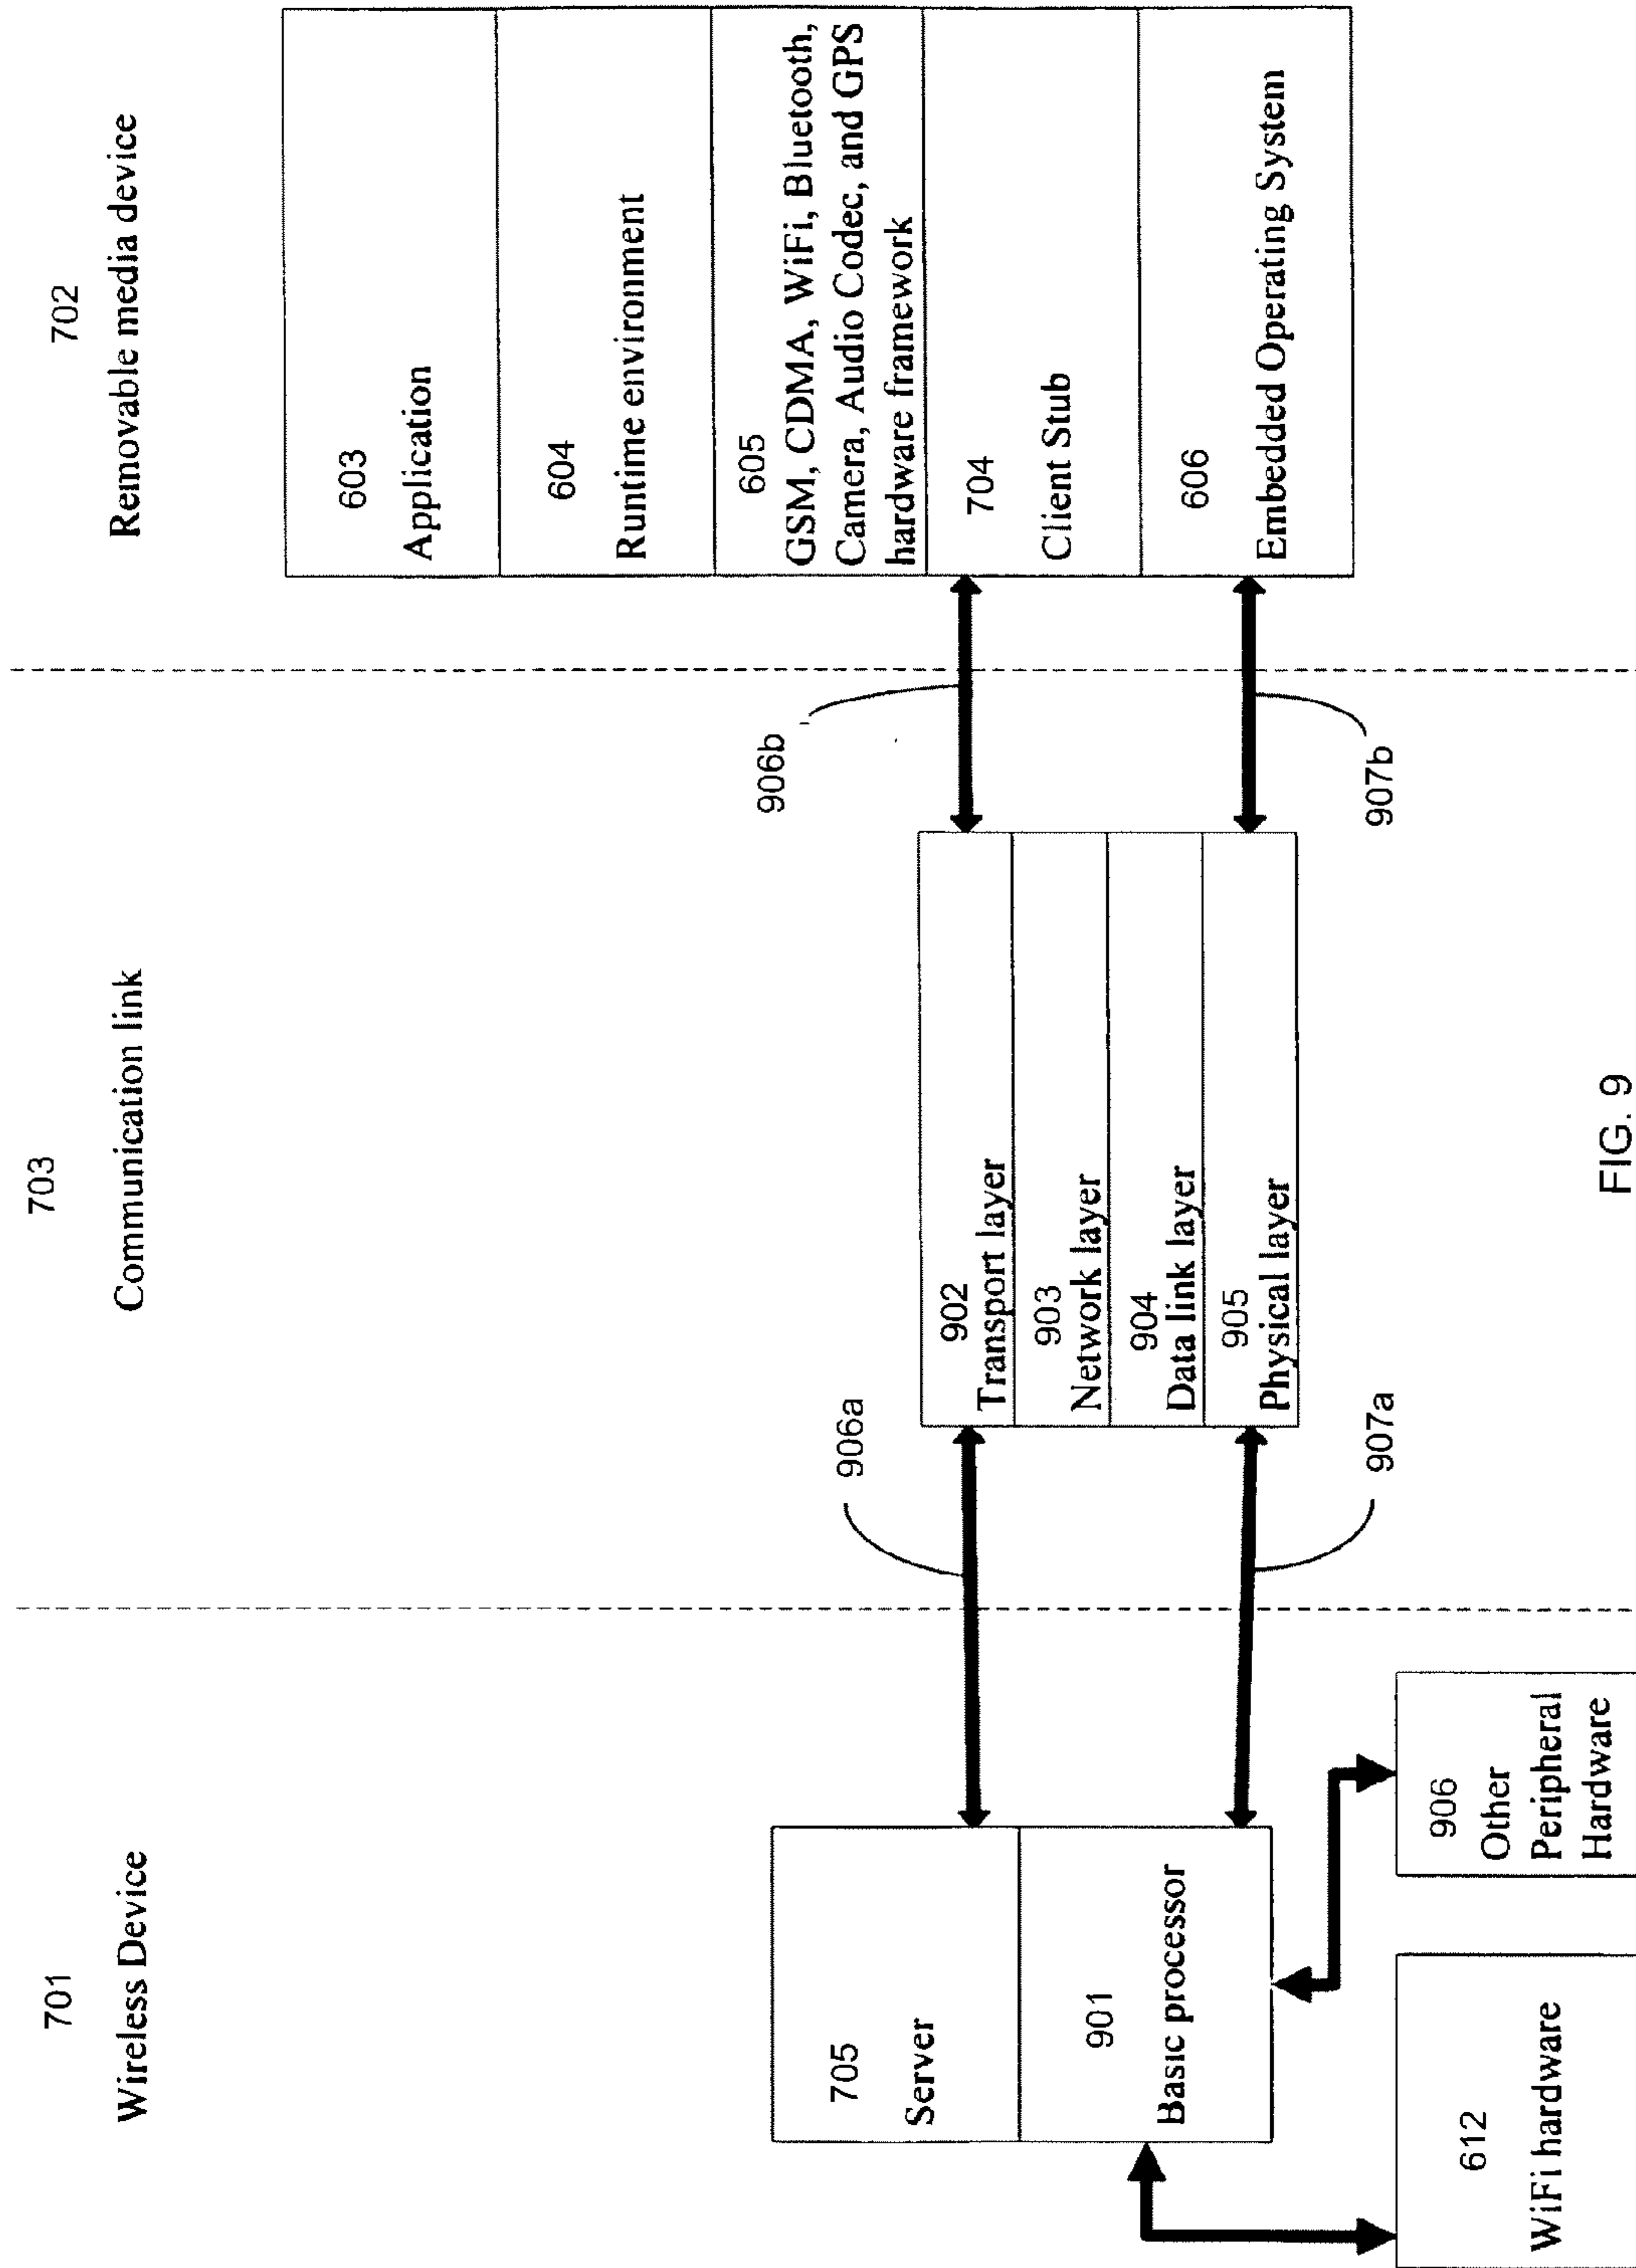 701
Wireless Device
703
Communication link
702
Removable media device
705
Server
901
Basic processor
612
WiFi hardware
906
Other
Peripheral
Hardware
906a
907a
902
Transport layer
903
Network layer
904
Data link layer
905
Physical layer
906b
907b
603
Application
604
Runtime environment
605
GSM, CDMA, WiFi, Bluetooth,
Camera, Audio Codec, and GPS
hardware framework
704
Client Stub
606
Embedded Operating System
FIG. 9